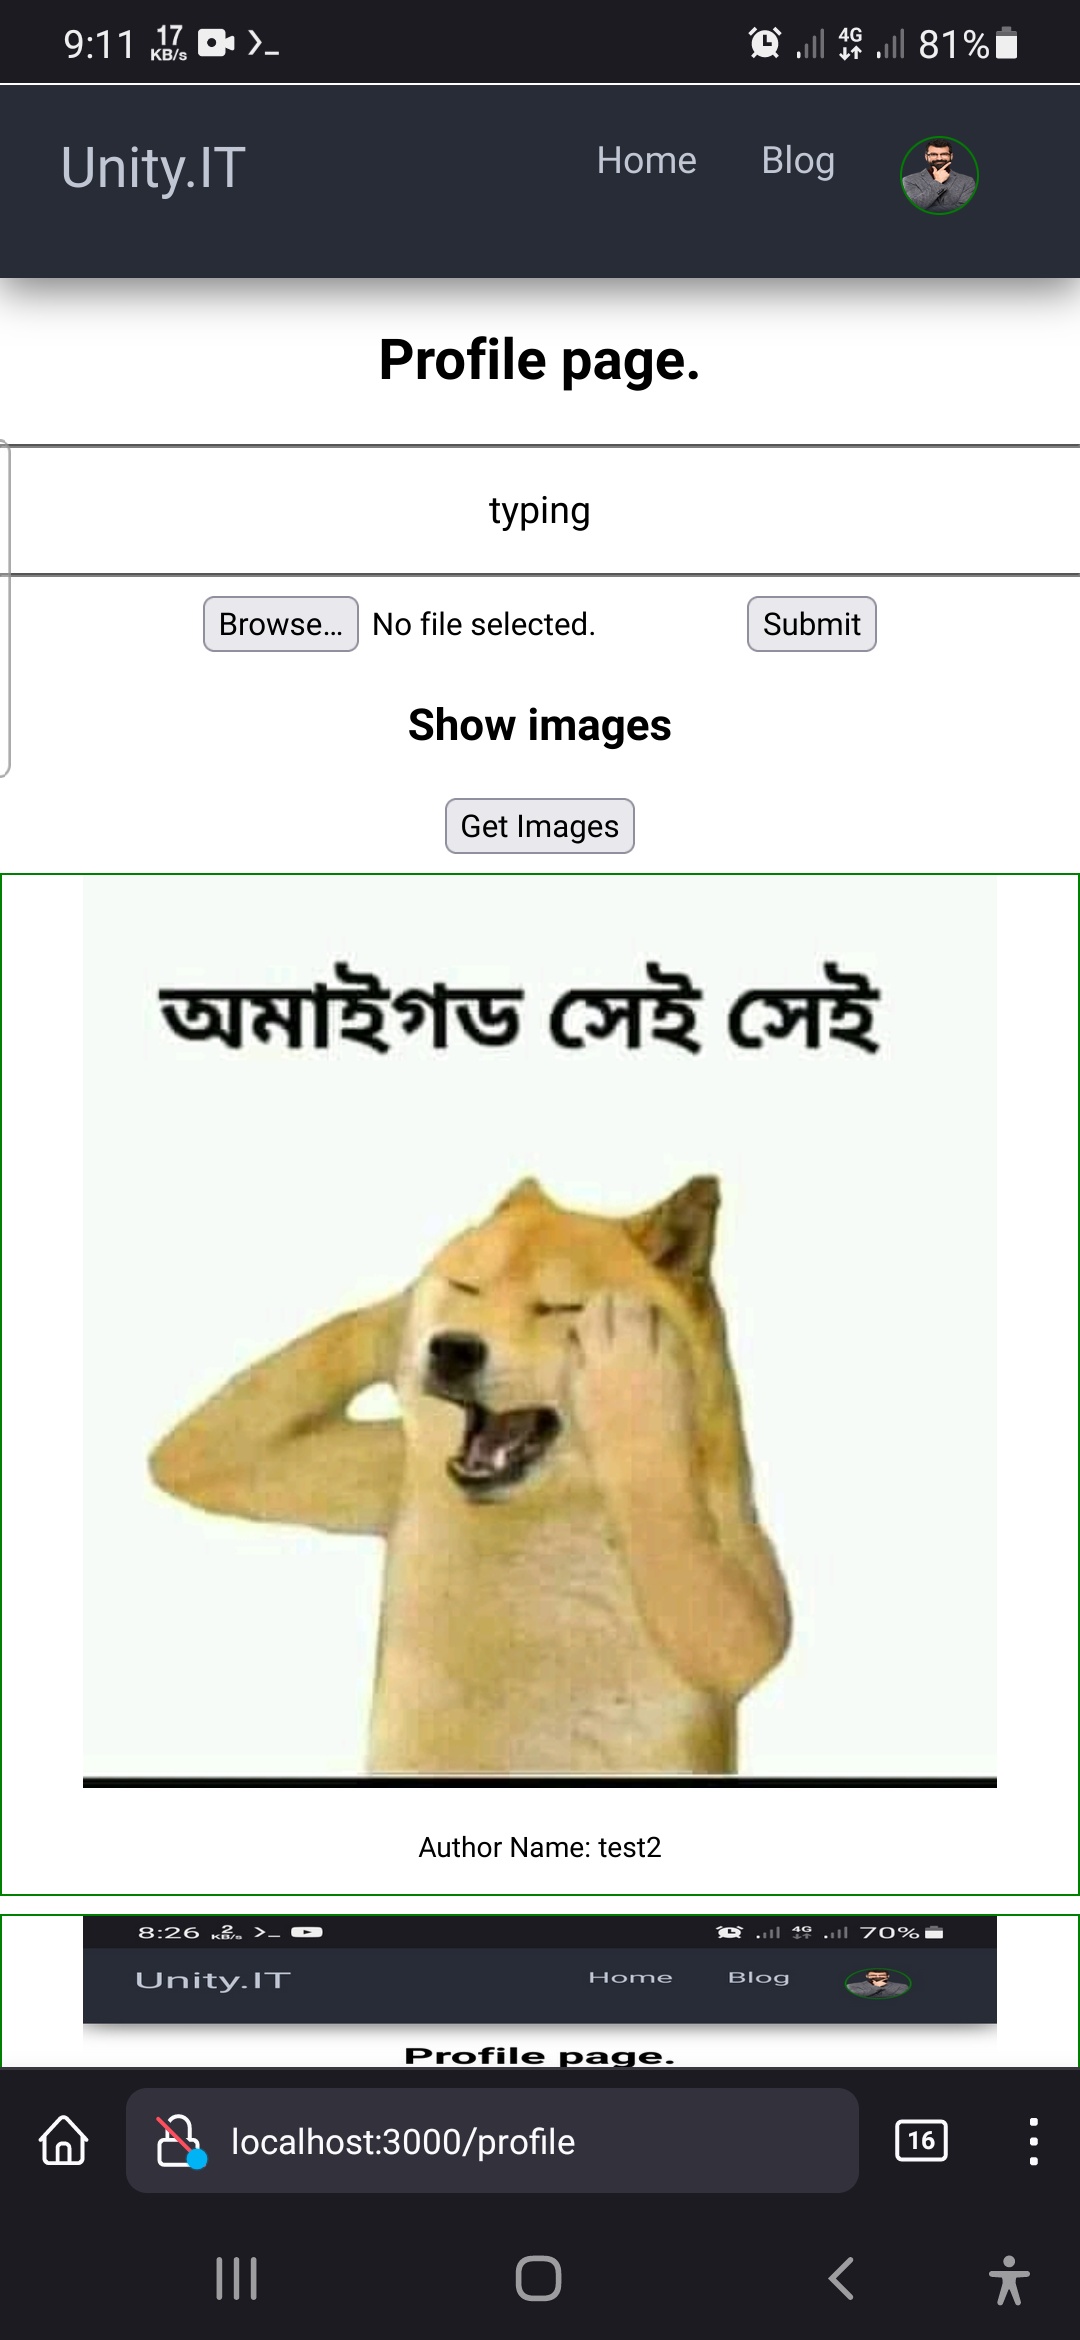 9:11 17 KB/s 4G 81%
Unity.IT Home Blog
Profile page.
typing
Browse... No file selected. Submit
Show images
Get Images
অমাইগড সেই সেই
Author Name: test2
8:26 2 KB/s 4G 70%
Unity.IT Home Blog
Profile page.
localhost:3000/profile 16